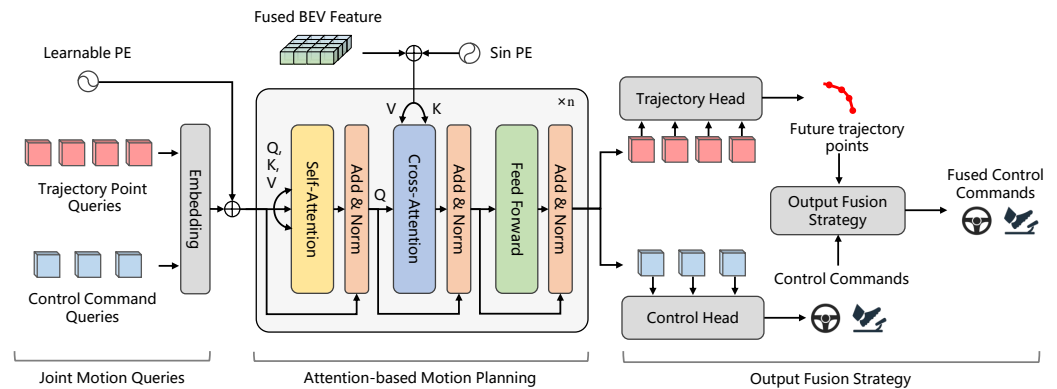 Fused BEV Feature
Learnable PE
Sin PE
×n
V
K
Trajectory Head
Future trajectory
points
Q,
K,
V
Self-Attention
Add & Norm
Q
Cross-Attention
Add & Norm
Feed Forward
Add & Norm
Embedding
Trajectory Point
Queries
Output Fusion
Strategy
Fused Control
Commands
Control Command
Queries
Control Commands
Control Head
Joint Motion Queries
Attention-based Motion Planning
Output Fusion Strategy